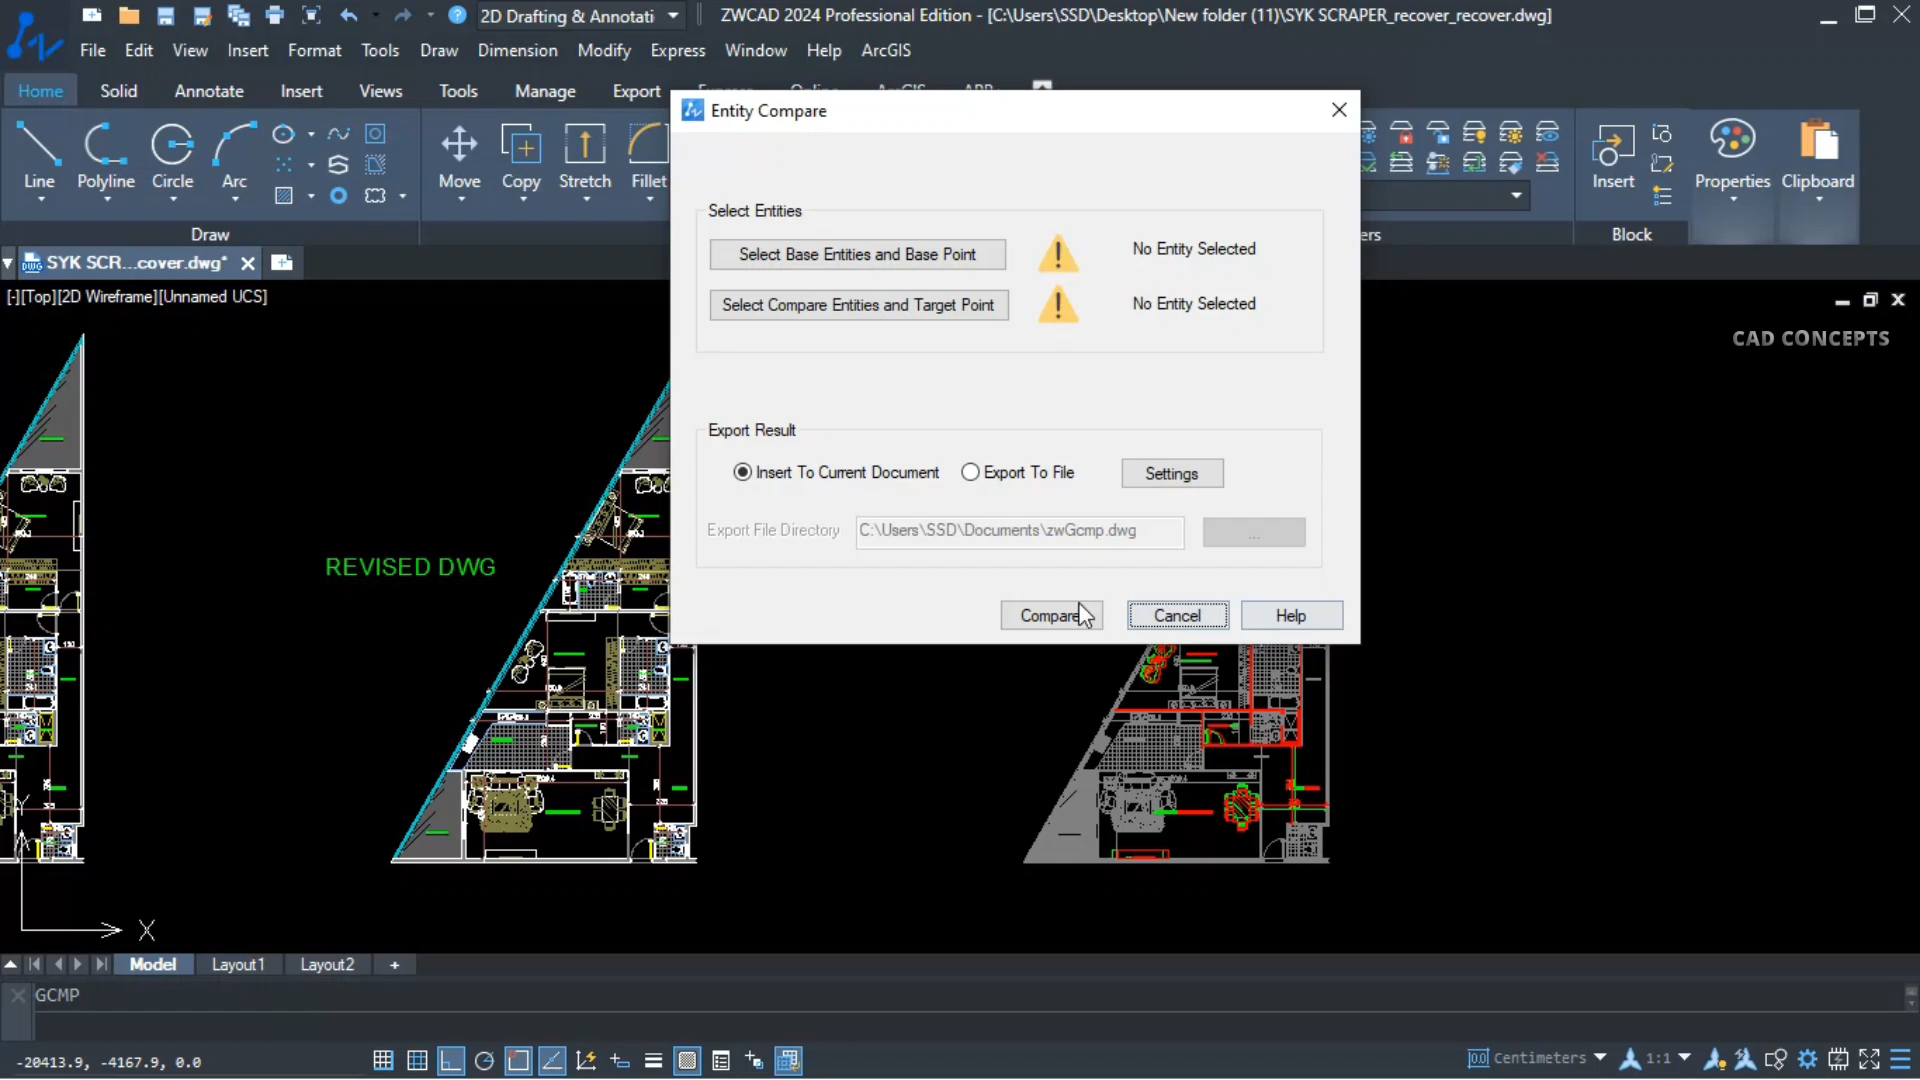 2D Drafting & Annotati
ZWCAD 2024 Professional Edition - [C:\Users\SSD\Desktop\New folder (11)\SYK SCRAPER_recover_recover.dwg]
File Edit View Insert Format Tools Draw Dimension Modify Express Window Help ArcGIS
Home Solid Annotate Insert Views Tools Manage Export
Entity Compare
Line Polyline Circle Arc Move Copy Stretch Fillet Insert Properties Clipboard
Draw
ers
Block
SYK SCR...cover.dwg*
[-][Top][2D Wireframe][Unnamed UCS]
CAD CONCEPTS
Select Entities
Select Base Entities and Base Point
No Entity Selected
Select Compare Entities and Target Point
No Entity Selected
Export Result
Insert To Current Document
Export To File
Settings
Export File Directory
C:\Users\SSD\Documents\zwGcmp.dwg
...
Compare
Cancel
Help
REVISED DWG
X
Model Layout1 Layout2 +
GCMP
-20413.9, -4167.9, 0.0
Centimeters
1:1